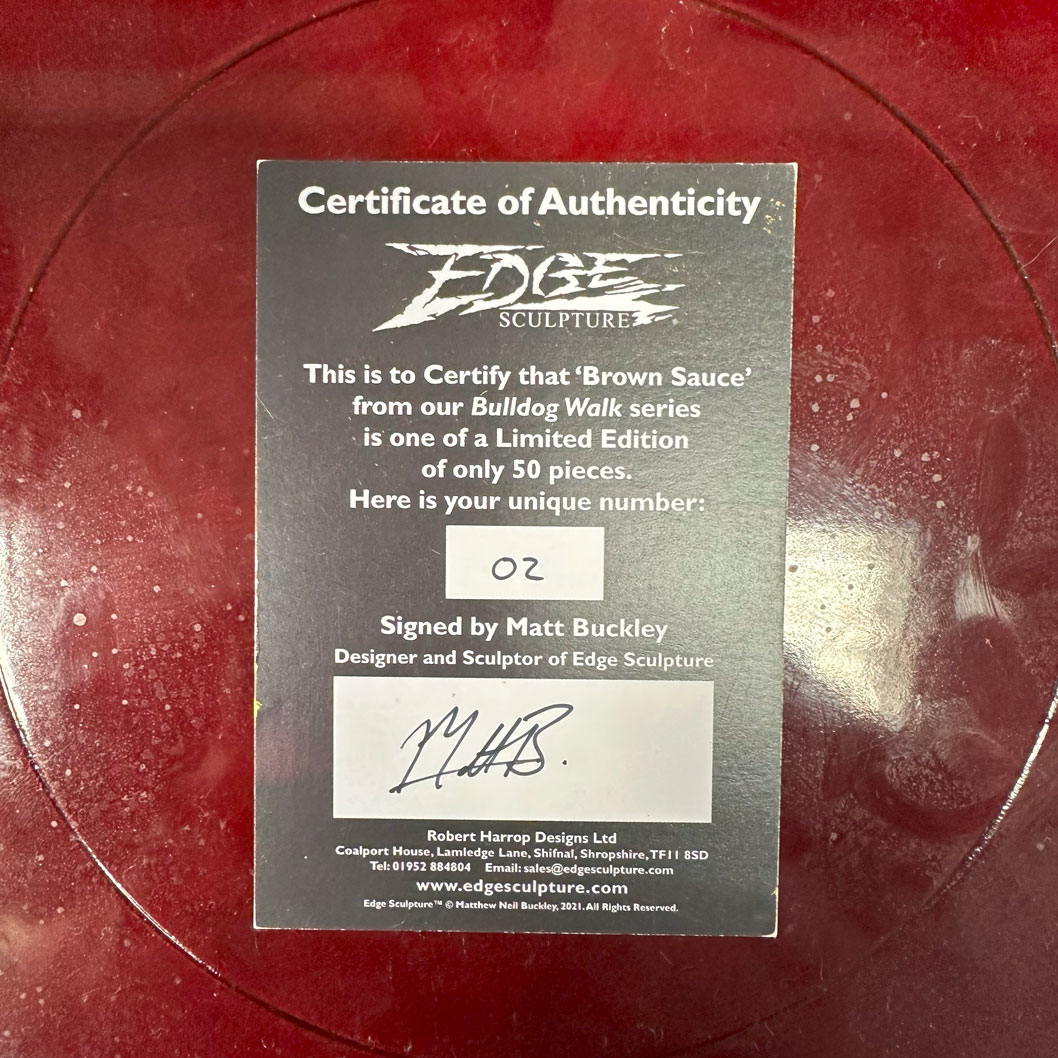 Certificate of Authenticity
EDGE
SCULPTURE
This is to Certify that ‘Brown Sauce’
from our Bulldog Walk series
is one of a Limited Edition
of only 50 pieces.
Here is your unique number:
02
Signed by Matt Buckley
Designer and Sculptor of Edge Sculpture
Matt B.
Robert Harrop Designs Ltd
Coalport House, Lamledge Lane, Shifnal, Shropshire, TF11 8SD
Tel: 01952 884804 Email: sales@edgesculpture.com
www.edgesculpture.com
Edge Sculpture™ © Matthew Neil Buckley, 2021. All Rights Reserved.